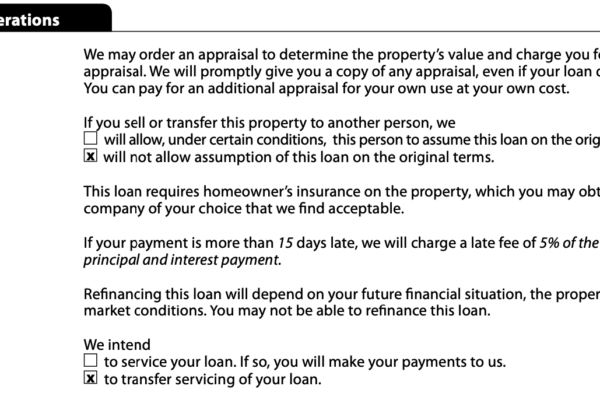 erations
We may order an appraisal to determine the property's value and charge you f
appraisal. We will promptly give you a copy of any appraisal, even if your loan
You can pay for an additional appraisal for your own use at your own cost.
If you sell or transfer this property to another person, we
☐ will allow, under certain conditions, this person to assume this loan on the orig
☒ will not allow assumption of this loan on the original terms.
This loan requires homeowner's insurance on the property, which you may obt
company of your choice that we find acceptable.
If your payment is more than 15 days late, we will charge a late fee of 5% of the
principal and interest payment.
Refinancing this loan will depend on your future financial situation, the proper
market conditions. You may not be able to refinance this loan.
We intend
☐ to service your loan. If so, you will make your payments to us.
☒ to transfer servicing of your loan.